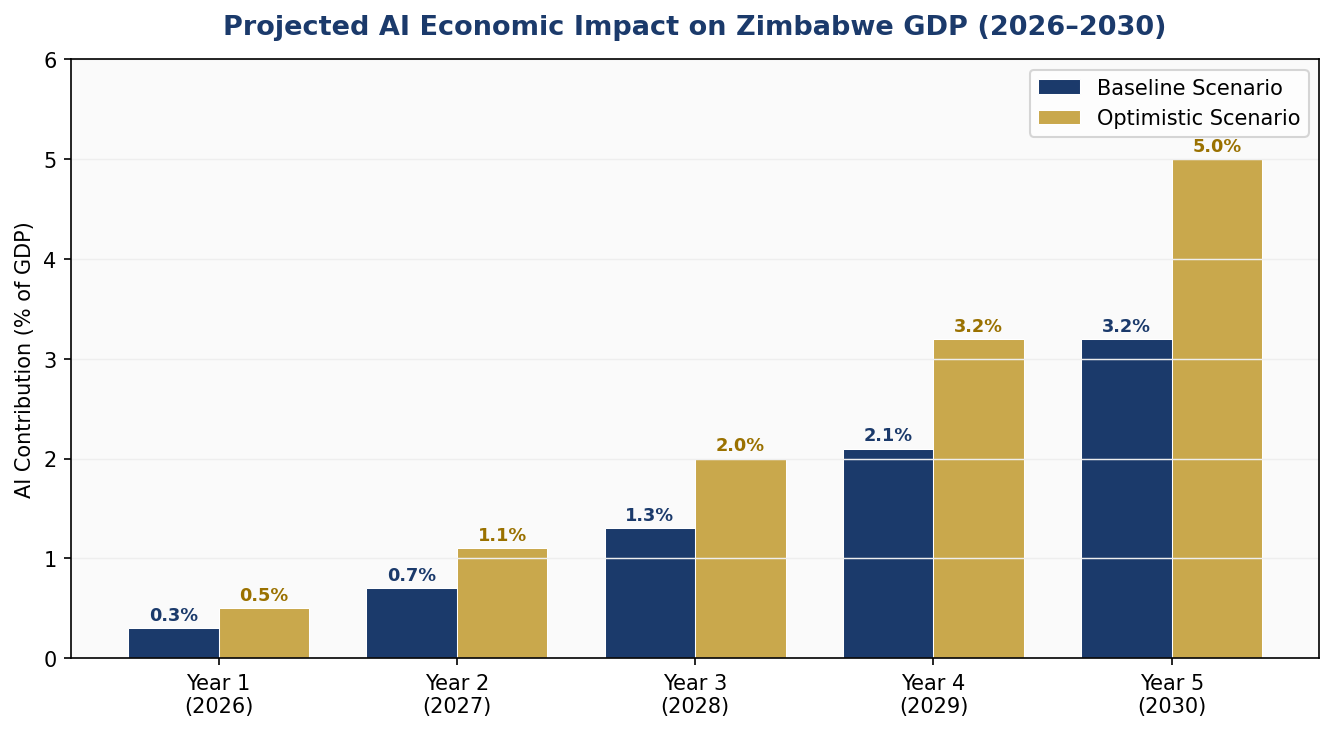 Projected AI Economic Impact on Zimbabwe GDP (2026–2030)
AI Contribution (% of GDP)
6
5
4
3
2
1
0
Baseline Scenario
Optimistic Scenario
0.3%
0.5%
0.7%
1.1%
1.3%
2.0%
2.1%
3.2%
3.2%
5.0%
Year 1
(2026)
Year 2
(2027)
Year 3
(2028)
Year 4
(2029)
Year 5
(2030)